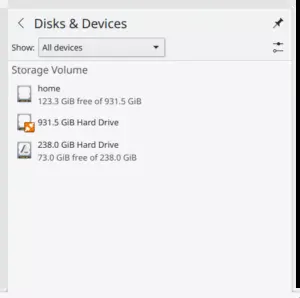 Disks & Devices
Show: All devices
Storage Volume
home
123.3 GiB free of 931.5 GiB
931.5 GiB Hard Drive
238.0 GiB Hard Drive
73.0 GiB free of 238.0 GiB